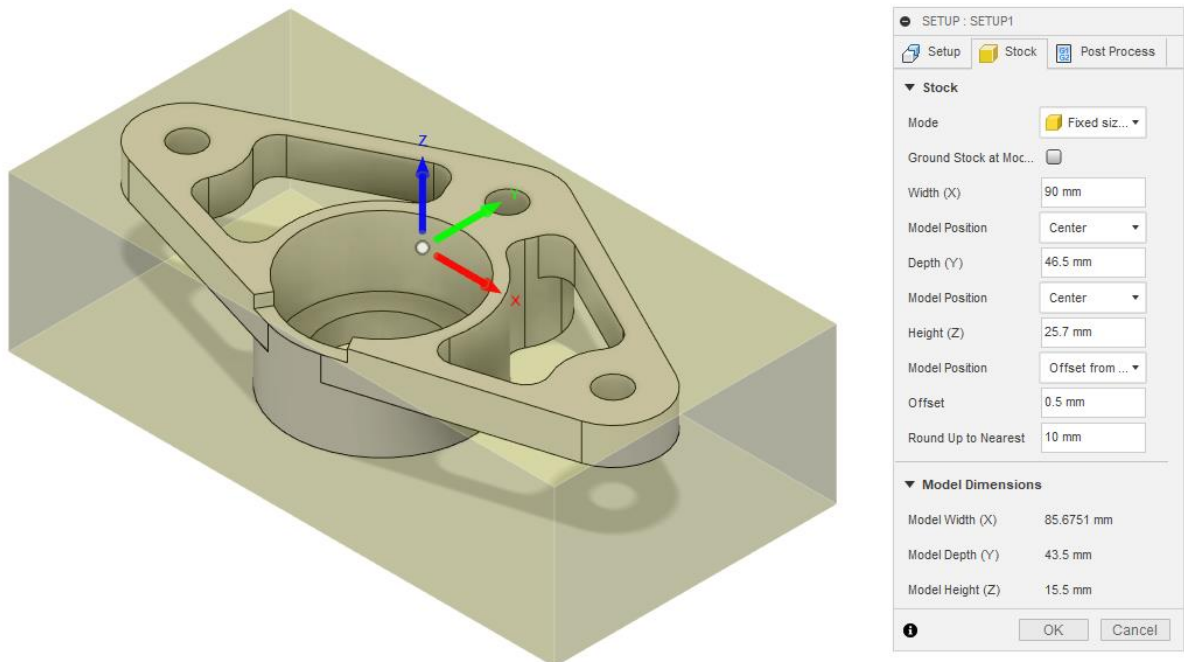 Z
Y
X
SETUP : SETUP1
Setup
Stock
Post Process
Stock
Mode
Fixed siz...
Ground Stock at Moc...
Width (X)
90 mm
Model Position
Center
Depth (Y)
46.5 mm
Model Position
Center
Height (Z)
25.7 mm
Model Position
Offset from ...
Offset
0.5 mm
Round Up to Nearest
10 mm
Model Dimensions
Model Width (X)
85.6751 mm
Model Depth (Y)
43.5 mm
Model Height (Z)
15.5 mm
OK
Cancel